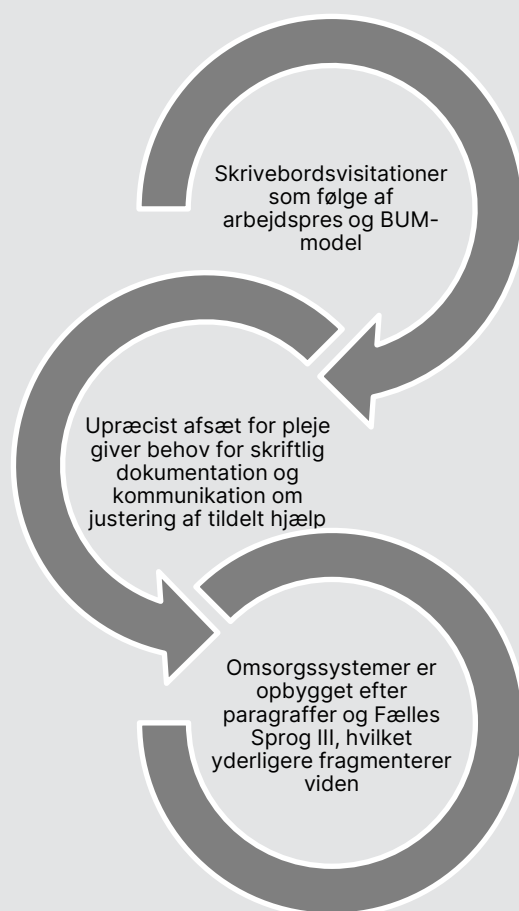 Skrivebordsvisitationer
som følge af
arbejdspres og BUM-
model
Upræcist afsæt for pleje
giver behov for skriftlig
dokumentation og
kommunikation om
justering af tildelt hjælp
Omsorgssystemer er
opbygget efter
paragraffer og Fælles
Sprog III, hvilket
yderligere fragmenterer
viden